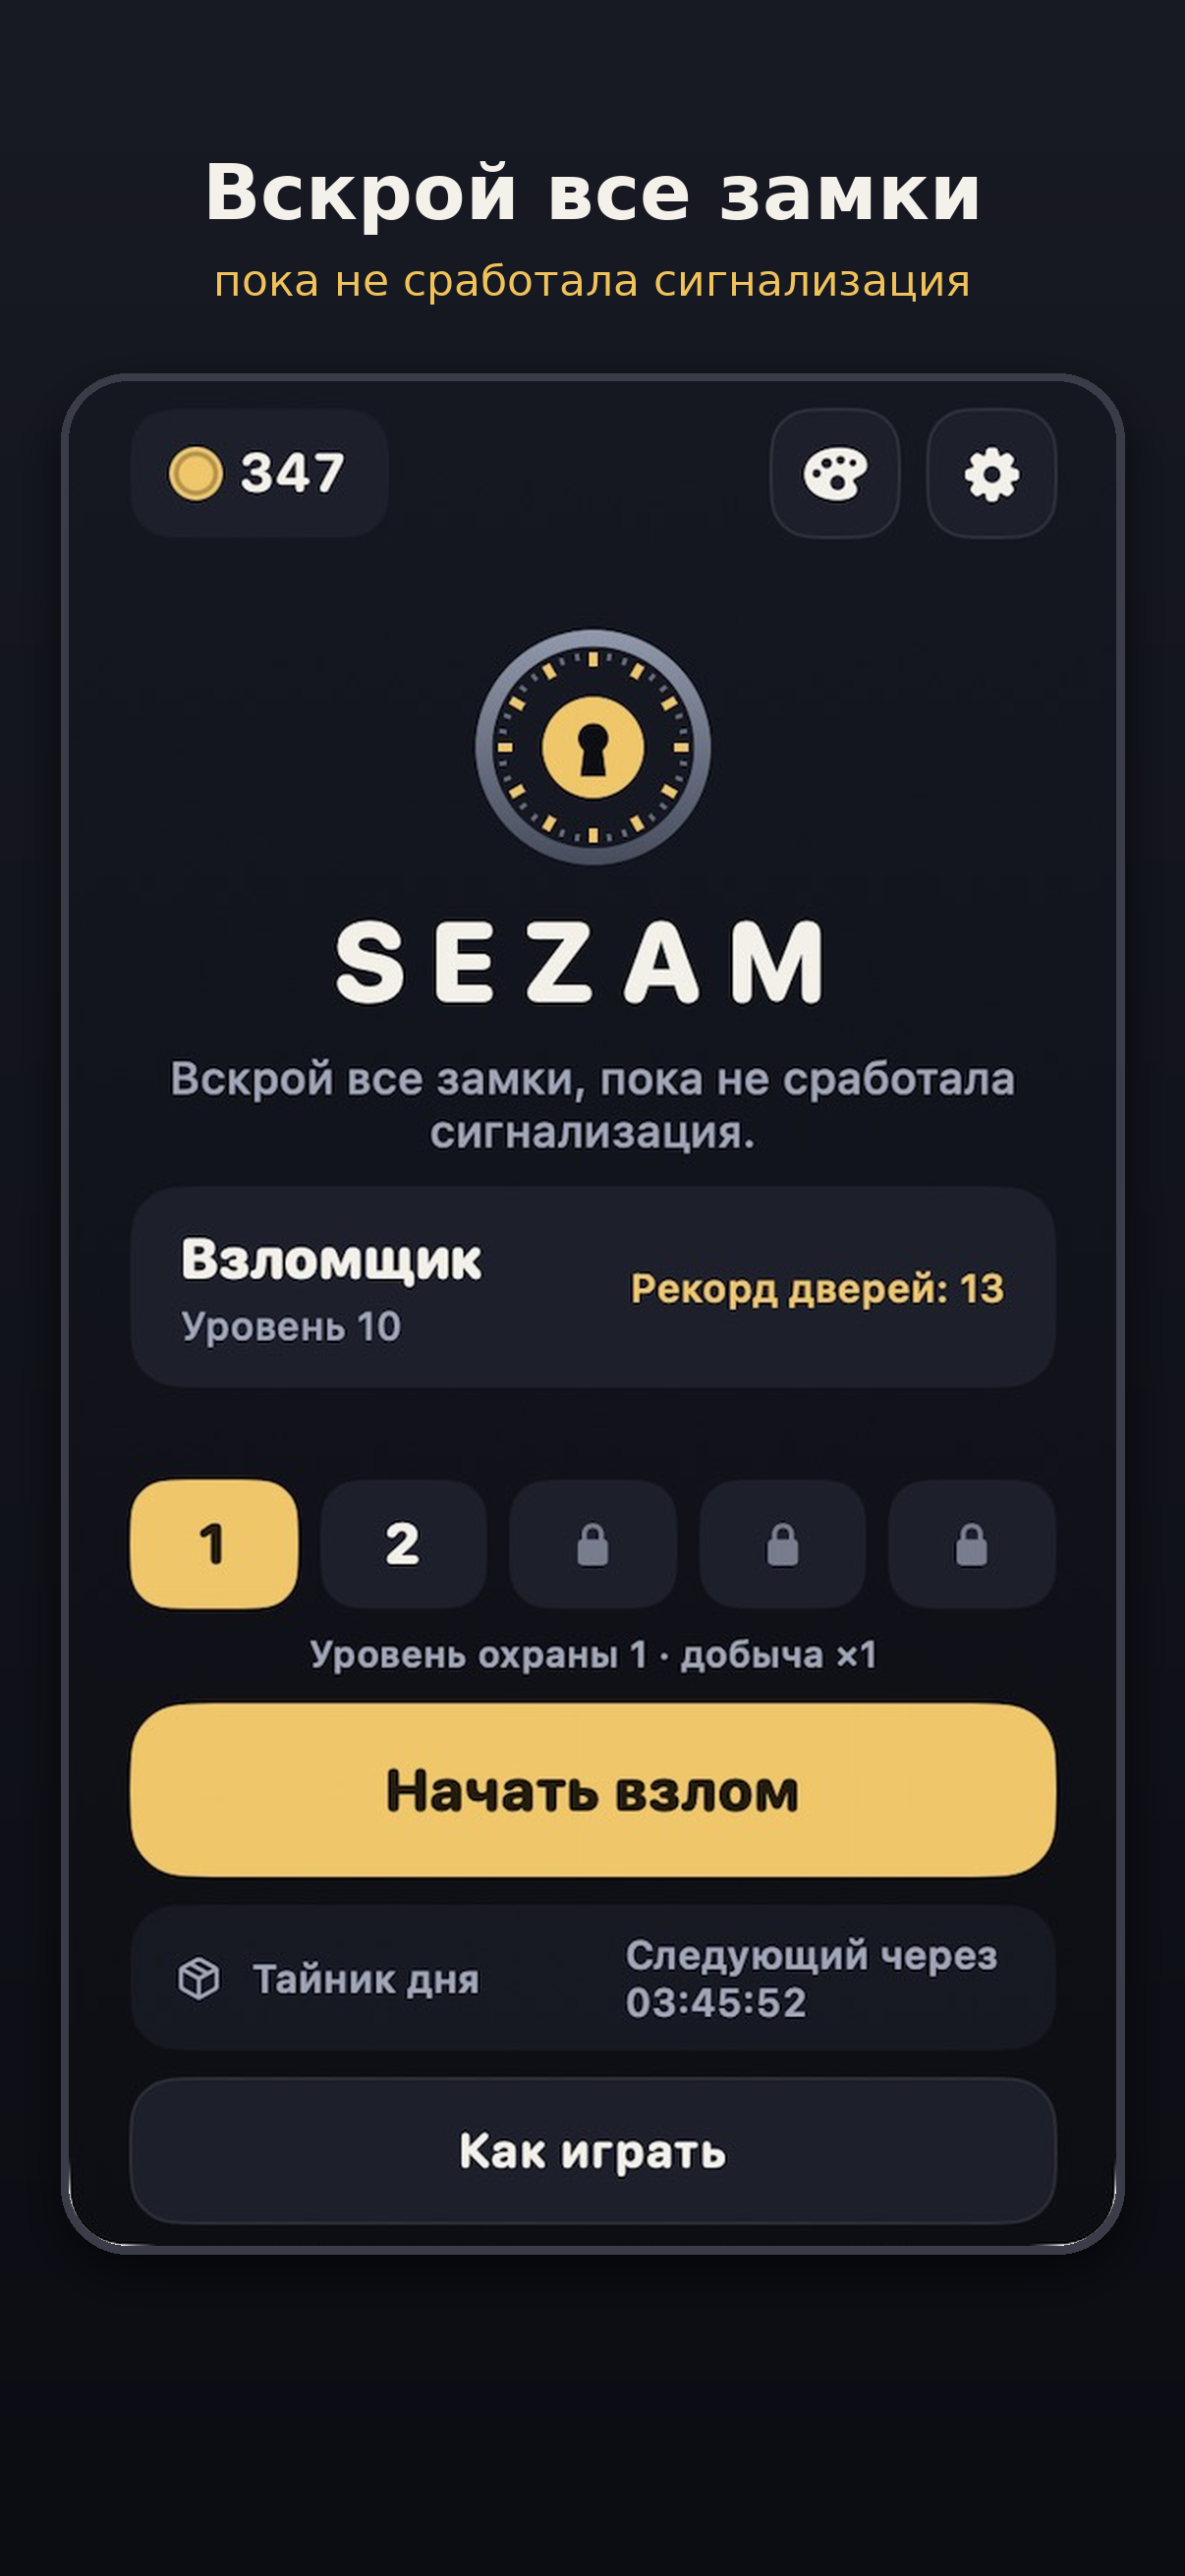 Вскрой все замки
пока не сработала сигнализация
347
SEZAM
Вскрой все замки, пока не сработала
сигнализация.
Взломщик
Уровень 10
Рекорд дверей: 13
1
2
Уровень охраны 1 · добыча ×1
Начать взлом
Тайник дня
Следующий через
03:45:52
Как играть